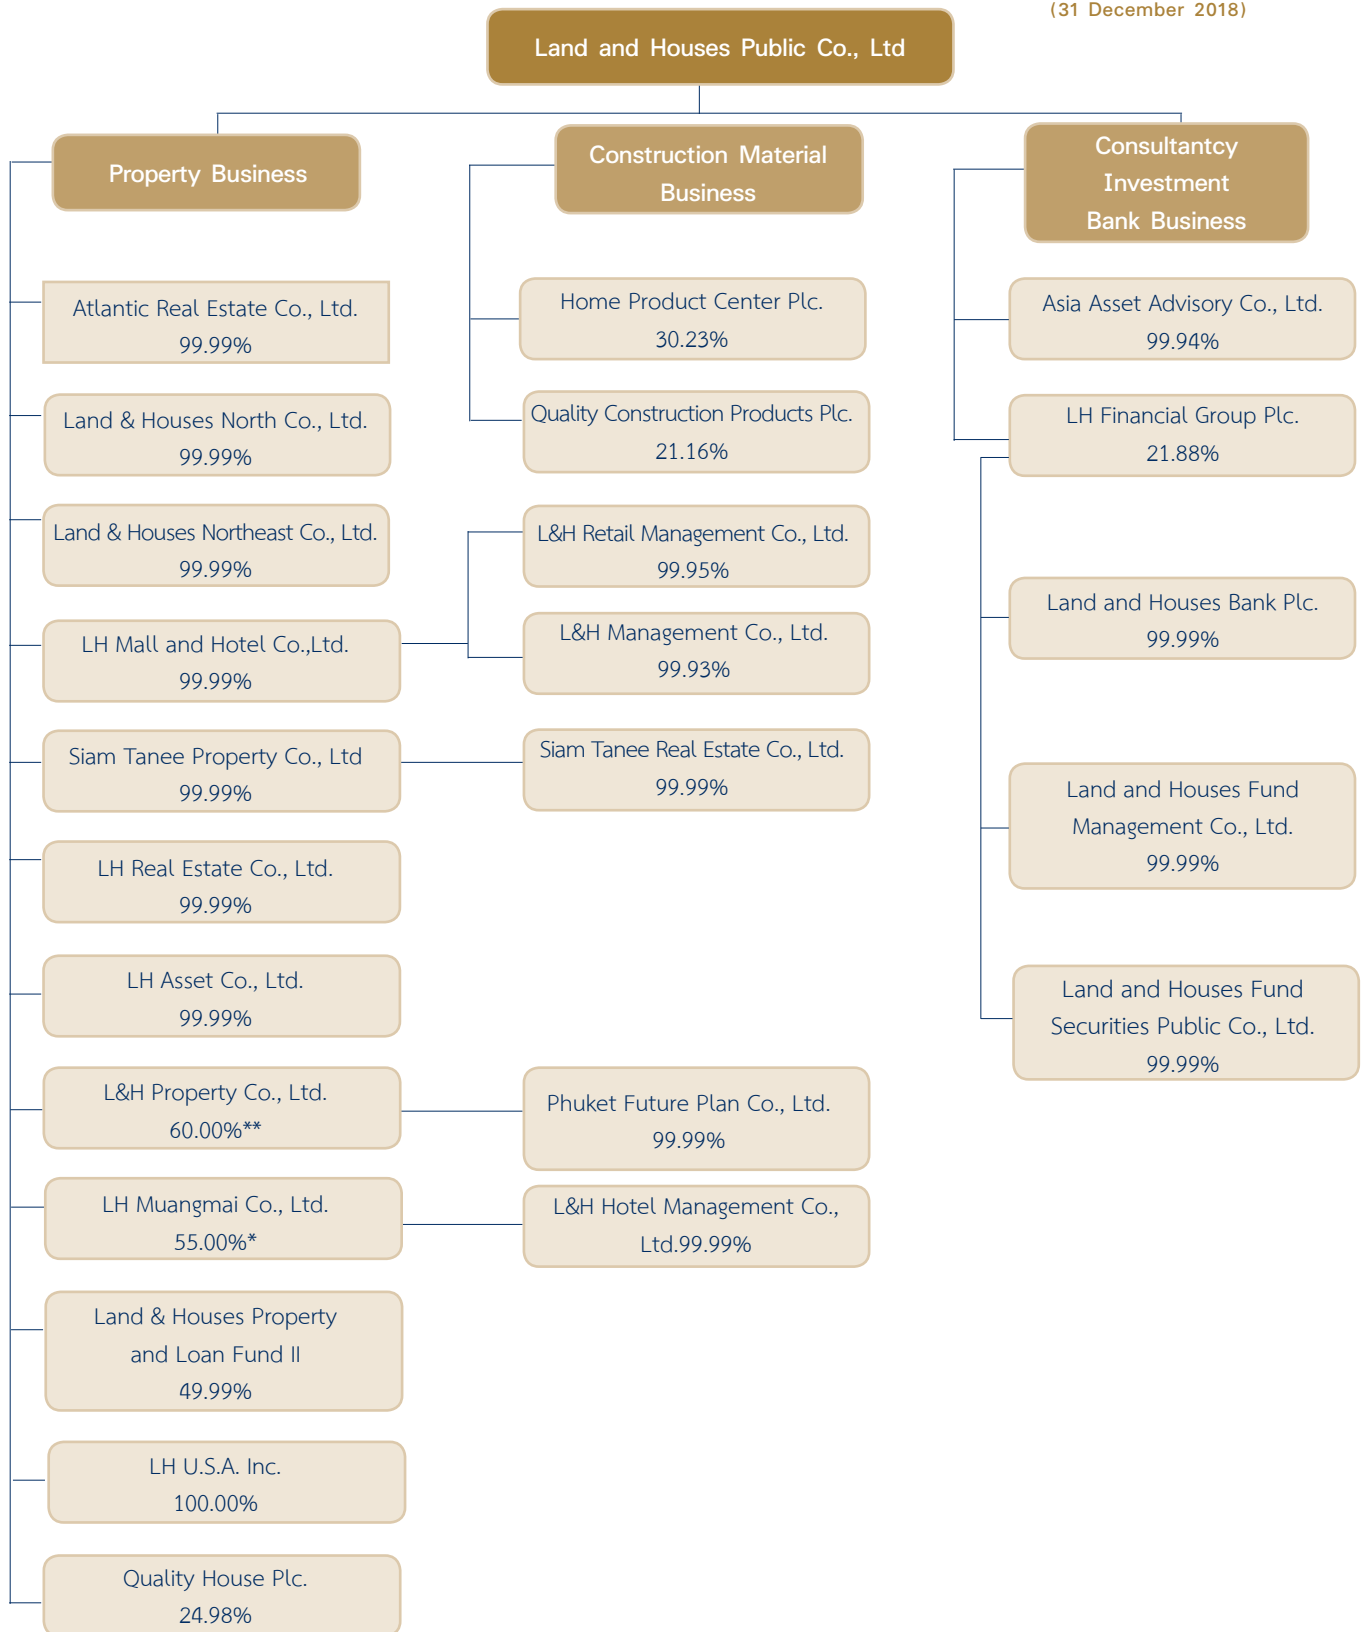 (31 December 2018)
Land and Houses Public Co., Ltd
Property Business
Atlantic Real Estate Co., Ltd.
99.99%
Land & Houses North Co., Ltd.
99.99%
Land & Houses Northeast Co., Ltd.
99.99%
LH Mall and Hotel Co.,Ltd.
99.99%
Siam Tanee Property Co., Ltd
99.99%
LH Real Estate Co., Ltd.
99.99%
LH Asset Co., Ltd.
99.99%
L&H Property Co., Ltd.
60.00%**
LH Muangmai Co., Ltd.
55.00%*
Land & Houses Property
and Loan Fund II
49.99%
LH U.S.A. Inc.
100.00%
Quality House Plc.
24.98%
Construction Material
Business
Home Product Center Plc.
30.23%
Quality Construction Products Plc.
21.16%
L&H Retail Management Co., Ltd.
99.95%
L&H Management Co., Ltd.
99.93%
Siam Tanee Real Estate Co., Ltd.
99.99%
Phuket Future Plan Co., Ltd.
99.99%
L&H Hotel Management Co.,
Ltd.99.99%
Consultantcy
Investment
Bank Business
Asia Asset Advisory Co., Ltd.
99.94%
LH Financial Group Plc.
21.88%
Land and Houses Bank Plc.
99.99%
Land and Houses Fund
Management Co., Ltd.
99.99%
Land and Houses Fund
Securities Public Co., Ltd.
99.99%